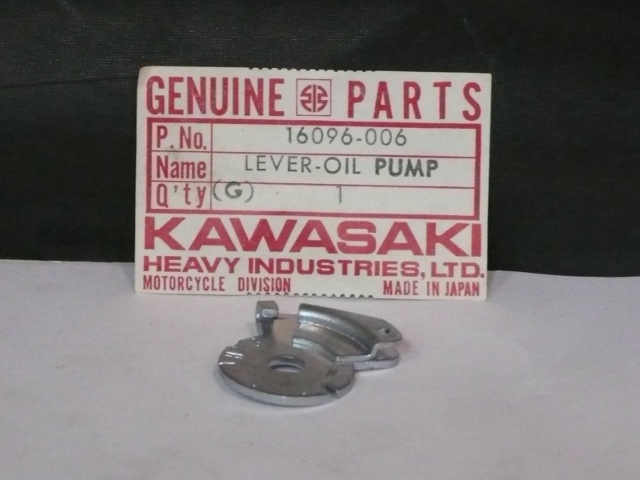 GENUINE PARTS
P. No. 16096-006
Name LEVER-OIL PUMP
Q'ty (G) 1
KAWASAKI
HEAVY INDUSTRIES, LTD.
MOTORCYCLE DIVISION MADE IN JAPAN